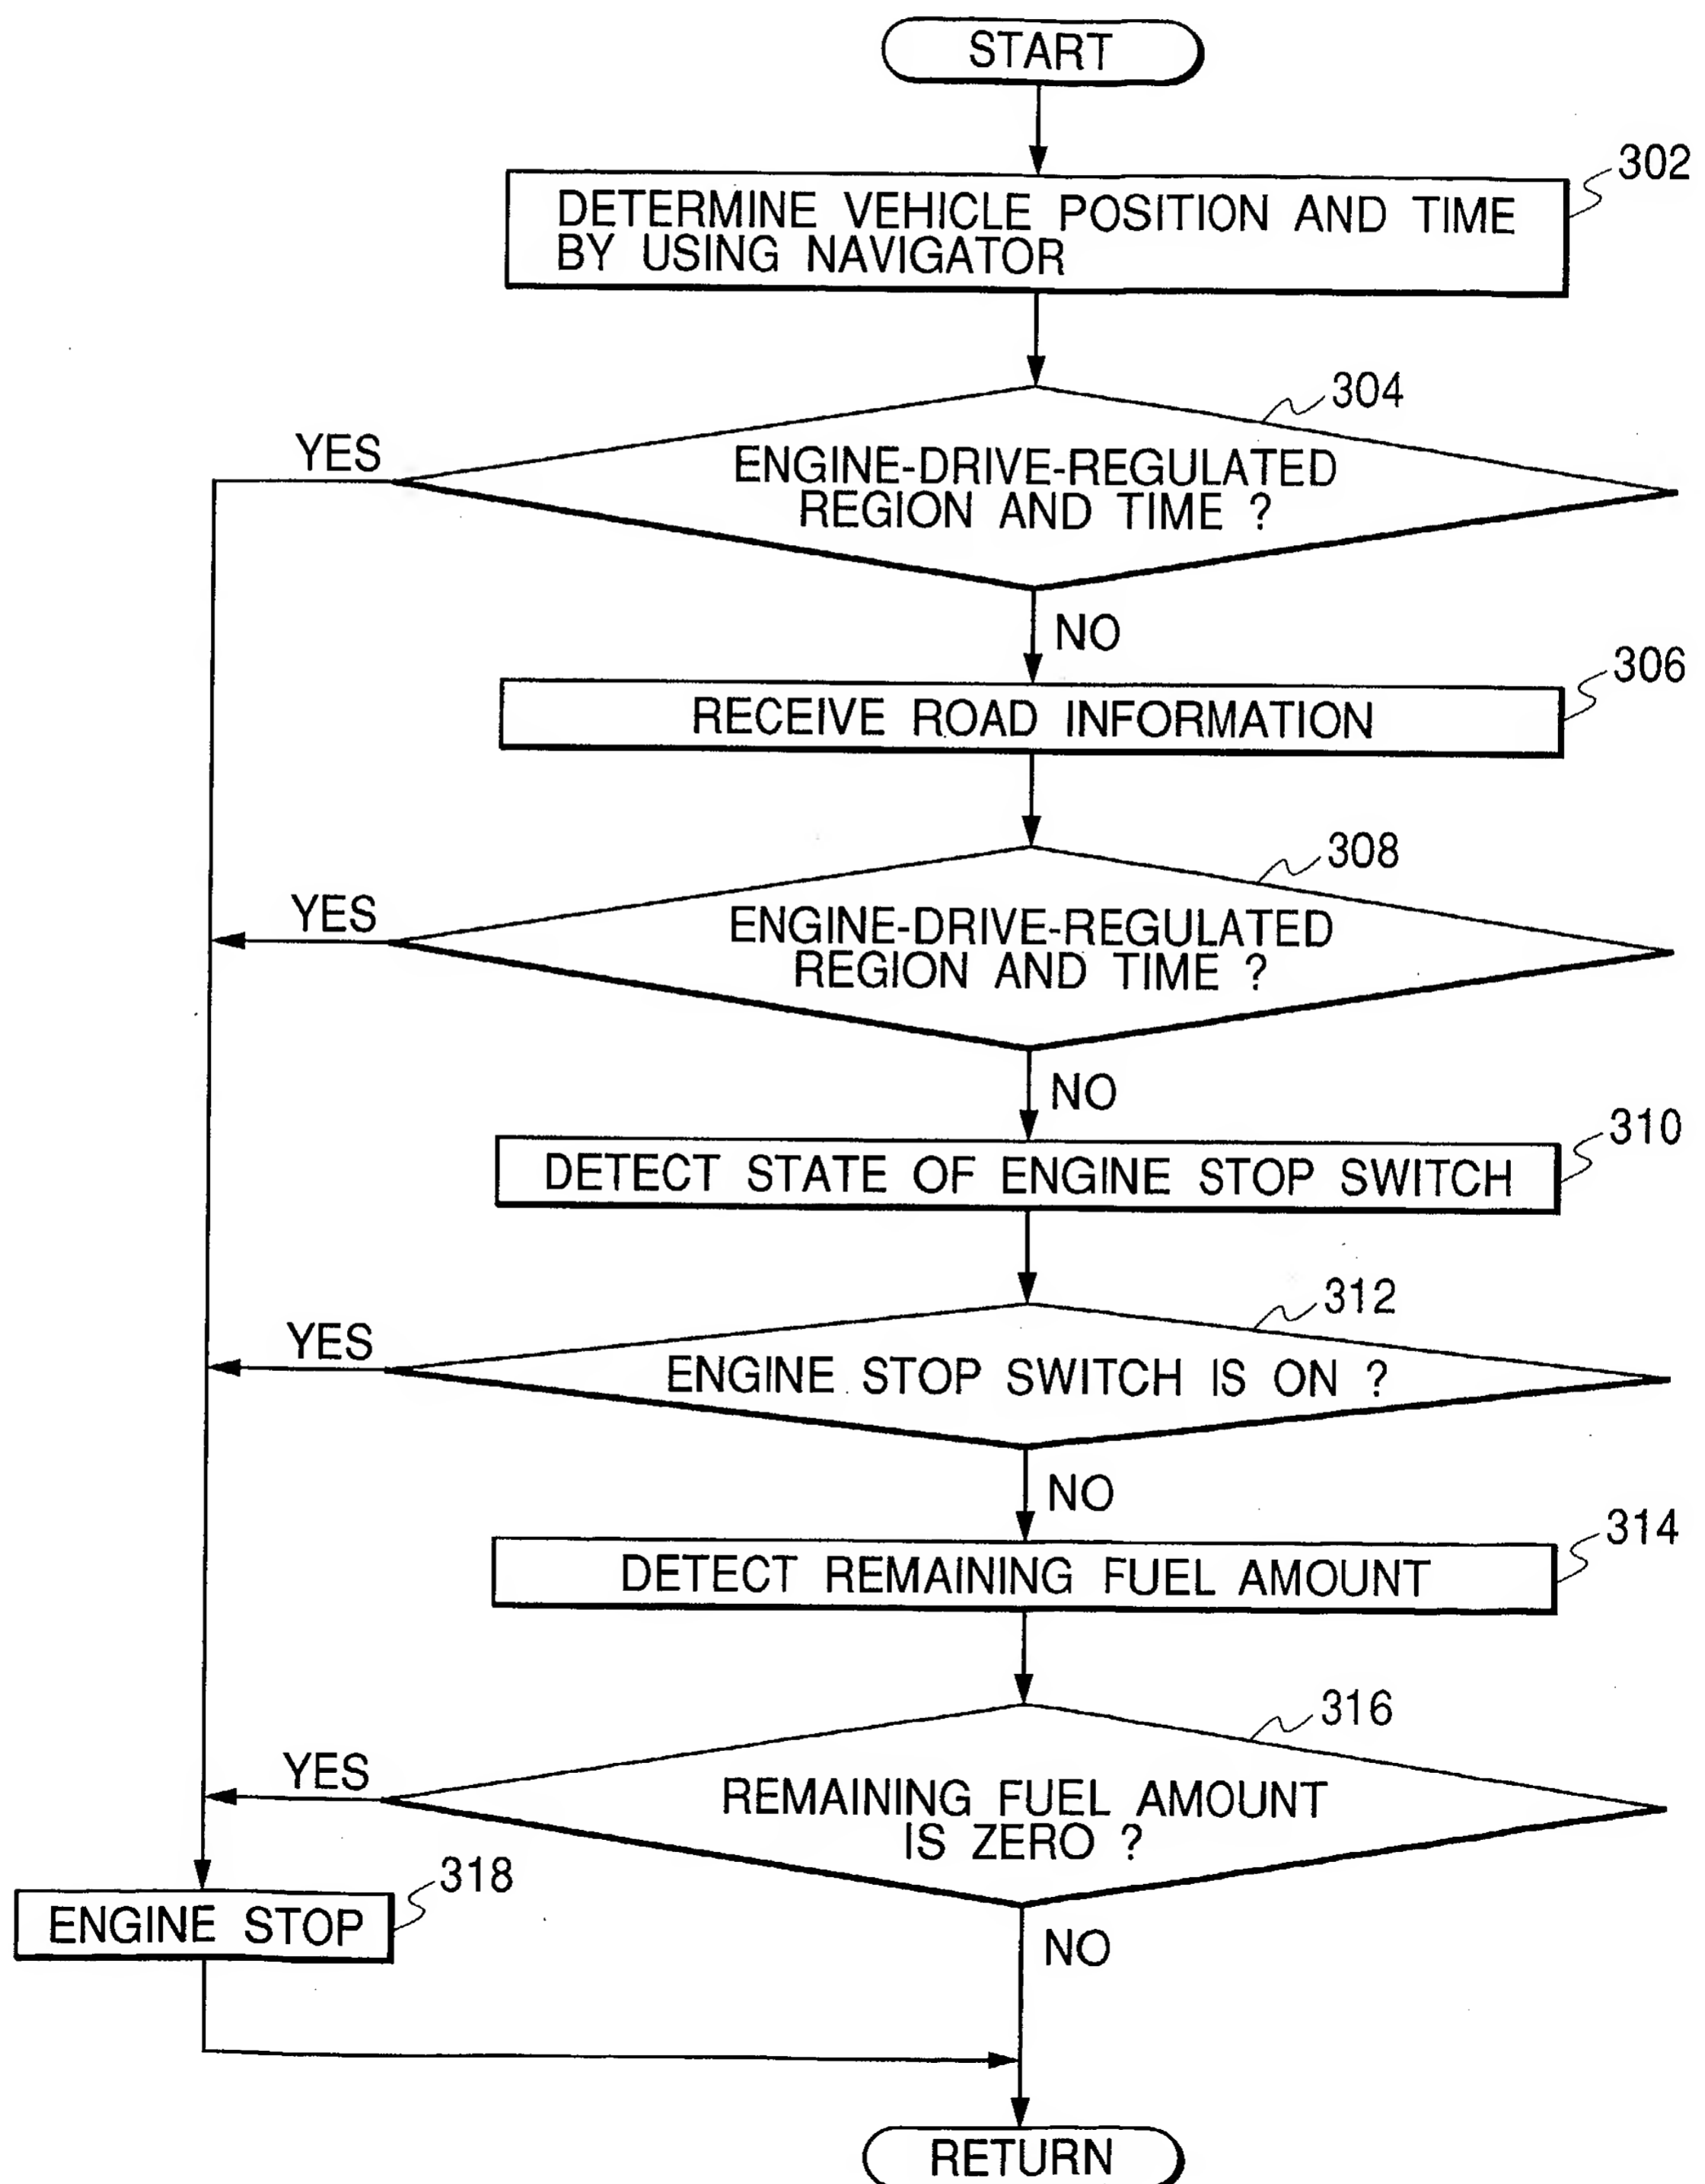 START
302
DETERMINE VEHICLE POSITION AND TIME
BY USING NAVIGATOR
304
YES
ENGINE-DRIVE-REGULATED
REGION AND TIME ?
NO
306
RECEIVE ROAD INFORMATION
308
YES
ENGINE-DRIVE-REGULATED
REGION AND TIME ?
NO
310
DETECT STATE OF ENGINE STOP SWITCH
312
YES
ENGINE STOP SWITCH IS ON ?
NO
314
DETECT REMAINING FUEL AMOUNT
316
YES
REMAINING FUEL AMOUNT
IS ZERO ?
318
ENGINE STOP
NO
RETURN